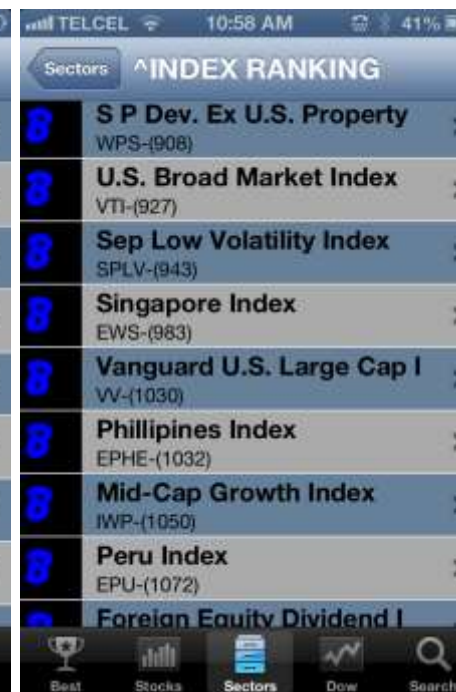 TELCEL 10:58 AM 41%
Sectors ^INDEX RANKING
8 S P Dev. Ex U.S. Property
WPS-(908)
8 U.S. Broad Market Index
VTI-(927)
8 Sep Low Volatility Index
SPLV-(943)
8 Singapore Index
EWS-(983)
8 Vanguard U.S. Large Cap I
VV-(1030)
8 Phillipines Index
EPHE-(1032)
8 Mid-Cap Growth Index
IWP-(1050)
8 Peru Index
EPU-(1072)
8 Foreign Equity Dividend I
Best Stocks Sectors Dow Search